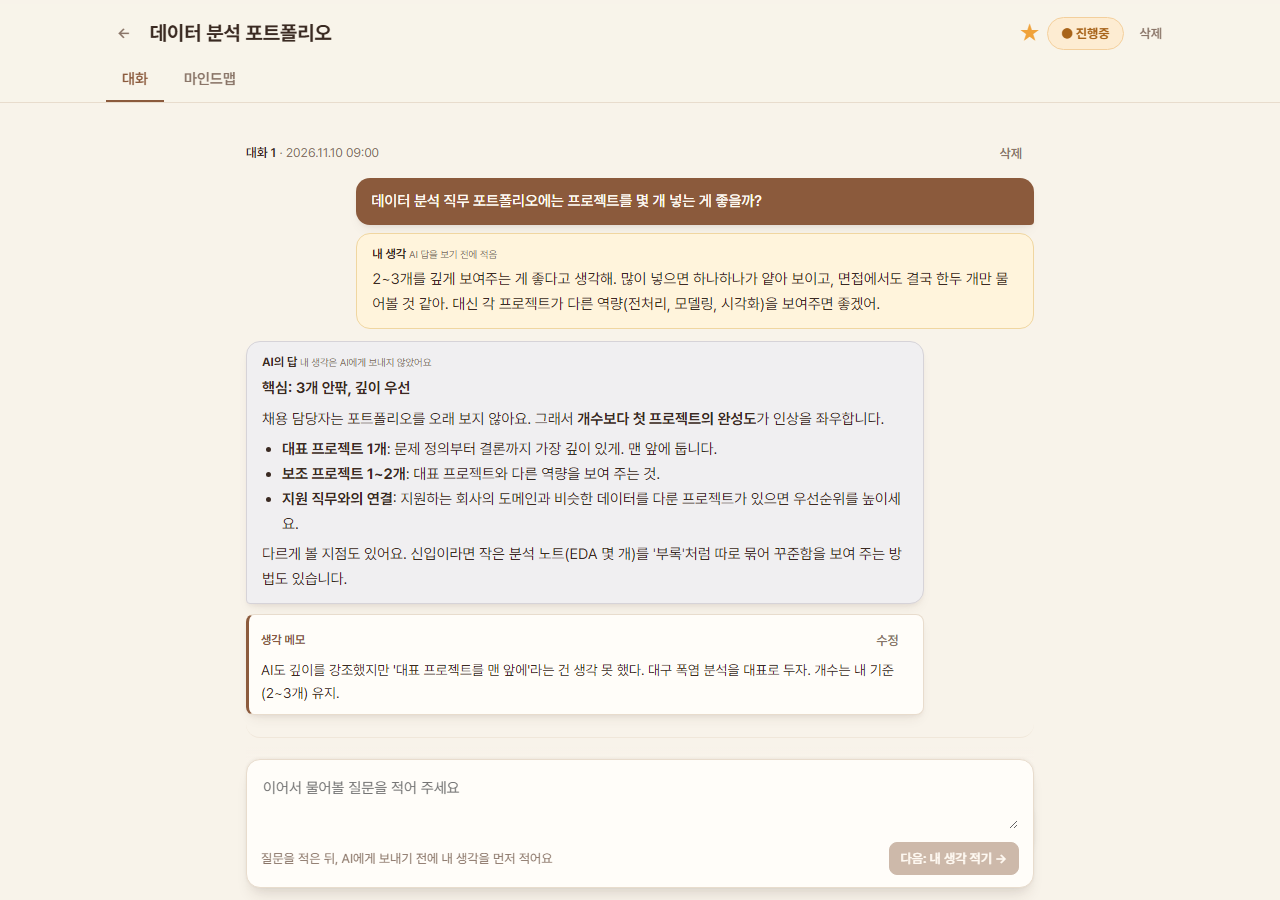 ← 데이터 분석 포트폴리오
★ ● 진행중 삭제
대화 마인드맵
대화 1 · 2026.11.10 09:00 삭제
데이터 분석 직무 포트폴리오에는 프로젝트를 몇 개 넣는 게 좋을까?
내 생각 AI 답을 보기 전에 적음
2~3개를 깊게 보여주는 게 좋다고 생각해. 많이 넣으면 하나하나가 얕아 보이고, 면접에서도 결국 한두 개만 물
어볼 것 같아. 대신 각 프로젝트가 다른 역량(전처리, 모델링, 시각화)을 보여주면 좋겠어.
AI의 답 내 생각은 AI에게 보내지 않았어요
핵심: 3개 안팎, 깊이 우선
채용 담당자는 포트폴리오를 오래 보지 않아요. 그래서 개수보다 첫 프로젝트의 완성도가 인상을 좌우합니다.
• 대표 프로젝트 1개: 문제 정의부터 결론까지 가장 깊이 있게. 맨 앞에 둡니다.
• 보조 프로젝트 1~2개: 대표 프로젝트와 다른 역량을 보여 주는 것.
• 지원 직무와의 연결: 지원하는 회사의 도메인과 비슷한 데이터를 다룬 프로젝트가 있으면 우선순위를 높이세
요.
다르게 볼 지점도 있어요. 신입이라면 작은 분석 노트(EDA 몇 개)를 '부록'처럼 따로 묶어 꾸준함을 보여 주는 방
법도 있습니다.
생각 메모 수정
AI도 깊이를 강조했지만 '대표 프로젝트를 맨 앞에'라는 건 생각 못 했다. 대구 폭염 분석을 대표로 두자. 개수는 내 기준
(2~3개) 유지.
이어서 물어볼 질문을 적어 주세요
질문을 적은 뒤, AI에게 보내기 전에 내 생각을 먼저 적어요 다음: 내 생각 적기 →